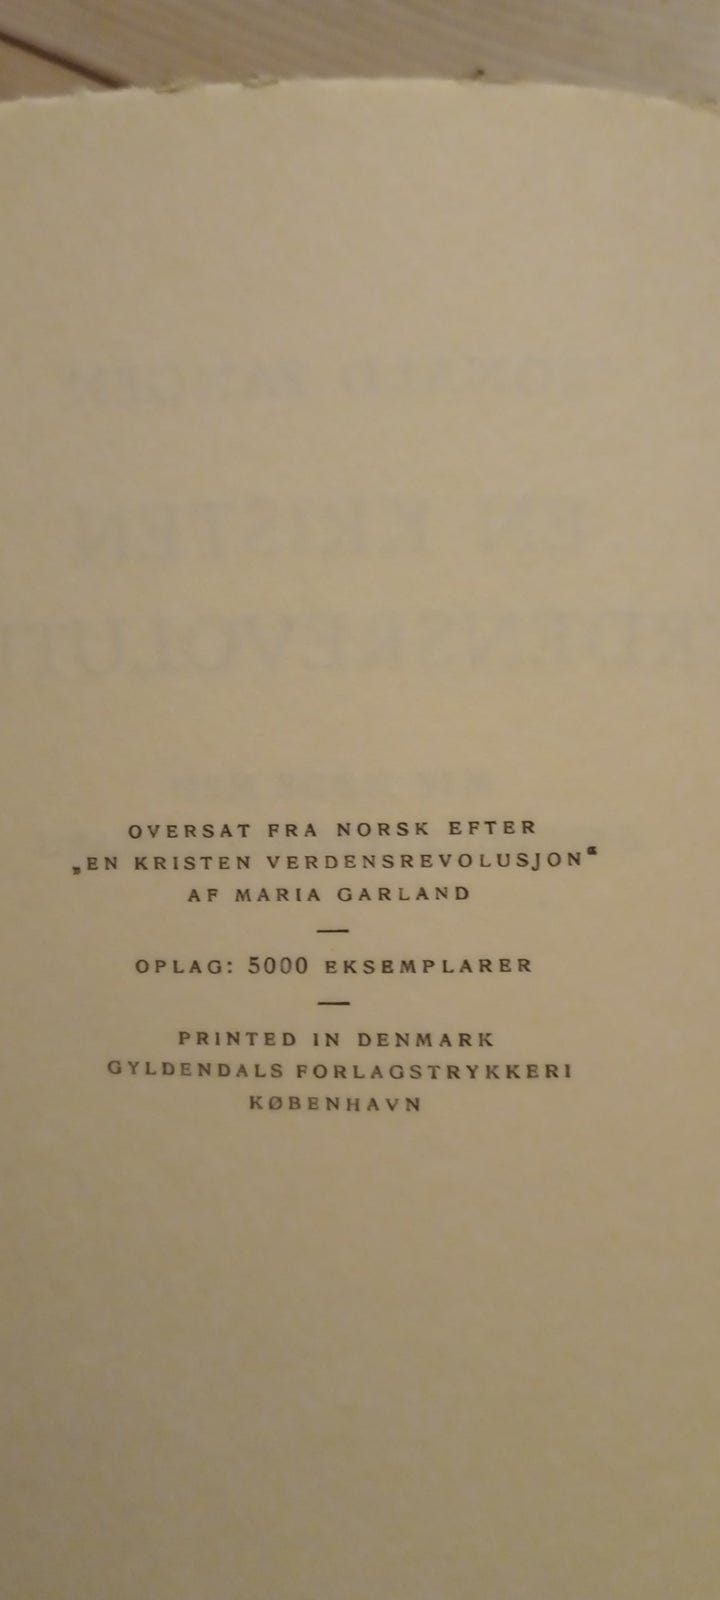 OVERSAT FRA NORSK EFTER
„EN KRISTEN VERDENSREVOLUSJON“
AF MARIA GARLAND
—
OPLAG: 5000 EKSEMPLARER
—
PRINTED IN DENMARK
GYLDENDALS FORLAGSTRYKKERI
KØBENHAVN